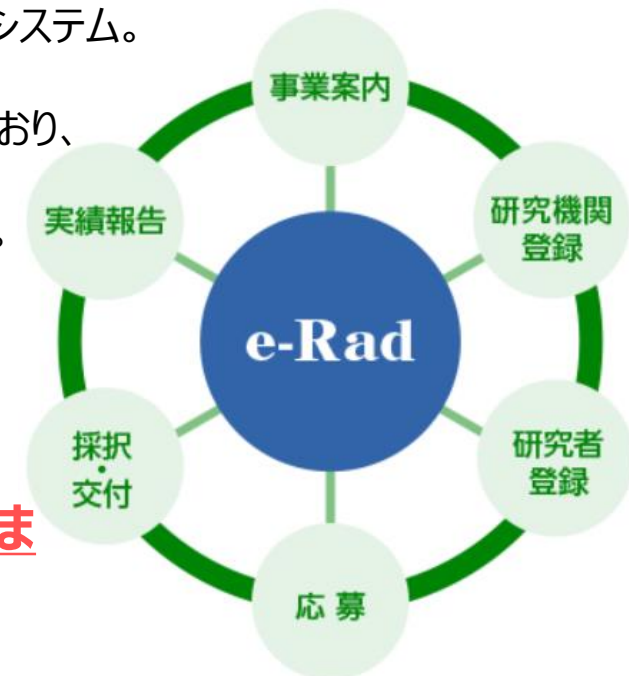 システム。
おり、
。
ま
事業案内
研究機関
登録
研究者
登録
応 募
採択
・
交付
実績報告
e-Rad